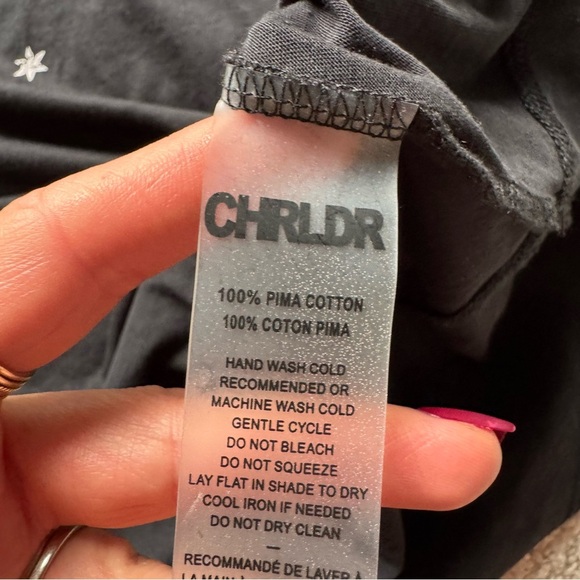 CHRLDR
100% PIMA COTTON
100% COTON PIMA
HAND WASH COLD
RECOMMENDED OR
MACHINE WASH COLD
GENTLE CYCLE
DO NOT BLEACH
DO NOT SQUEEZE
LAY FLAT IN SHADE TO DRY
COOL IRON IF NEEDED
DO NOT DRY CLEAN
—
RECOMMANDÉ DE LAVER À
LA MAIN À